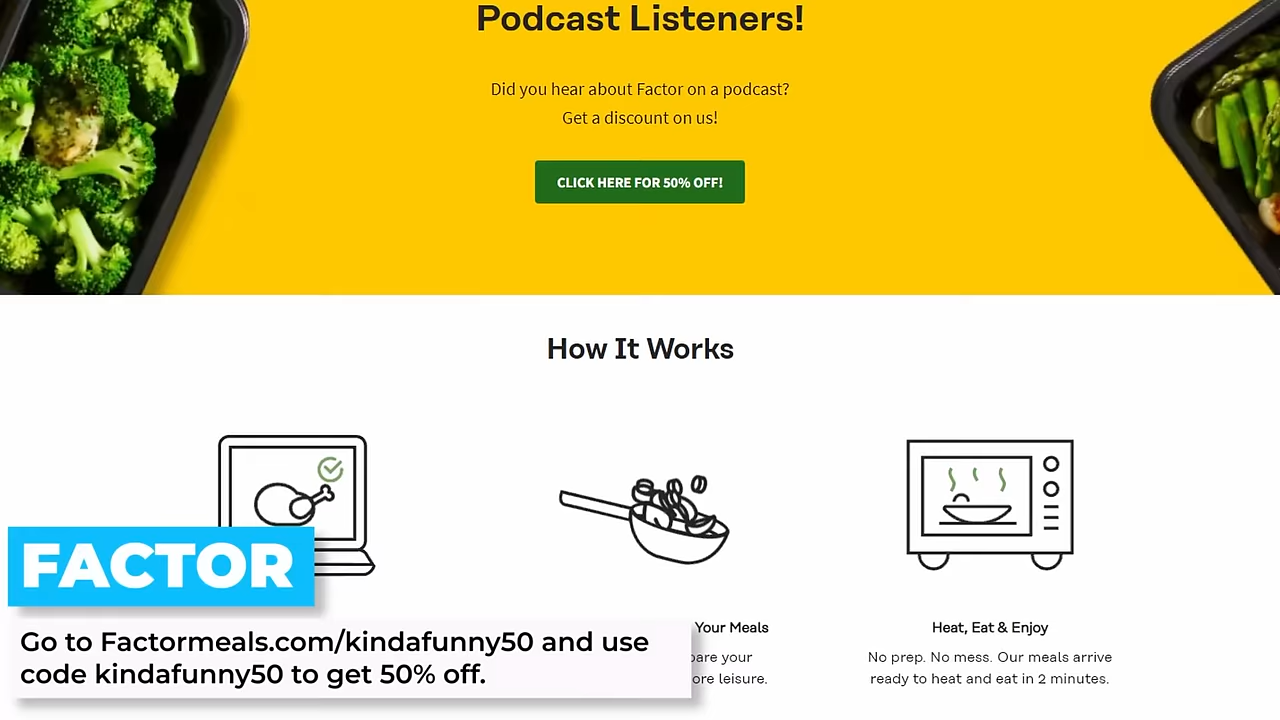 Podcast Listeners!
Did you hear about Factor on a podcast?
Get a discount on us!
CLICK HERE FOR 50% OFF!
How It Works
FACTOR
Go to Factormeals.com/kindafunny50 and use
code kindafunny50 to get 50% off.
Your Meals
your
leisure.
Heat, Eat & Enjoy
No prep. No mess. Our meals arrive
ready to heat and eat in 2 minutes.